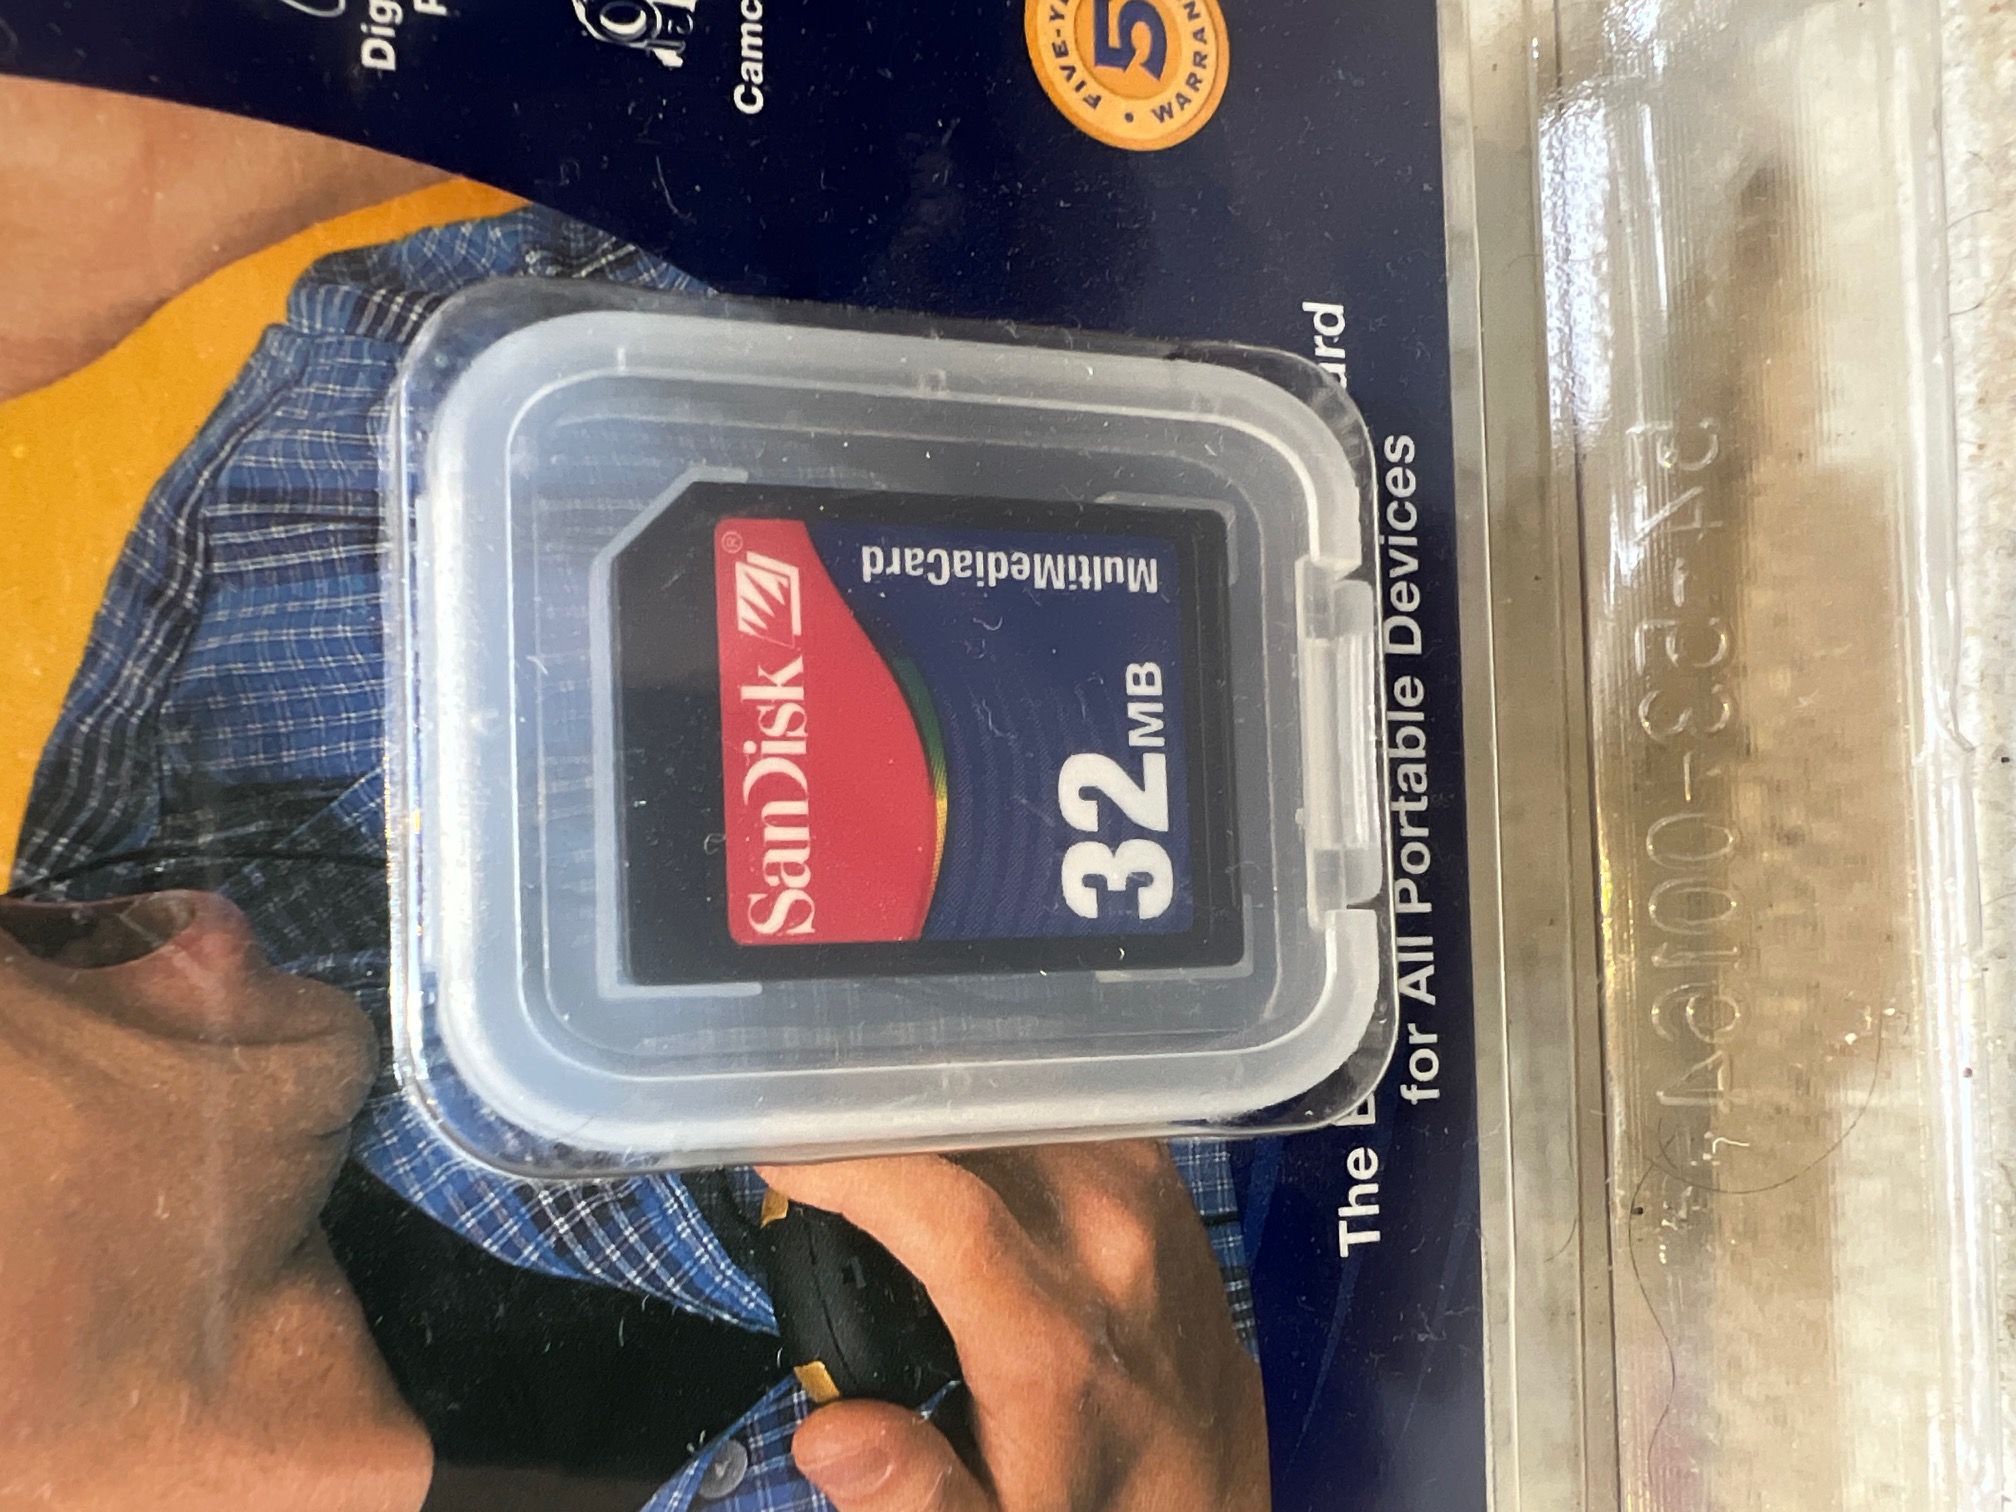 Dig
Camc
FIVE-Y
5
WARRAN
SanDisk ®
MultiMediaCard
32MB
The
for All Portable Devices